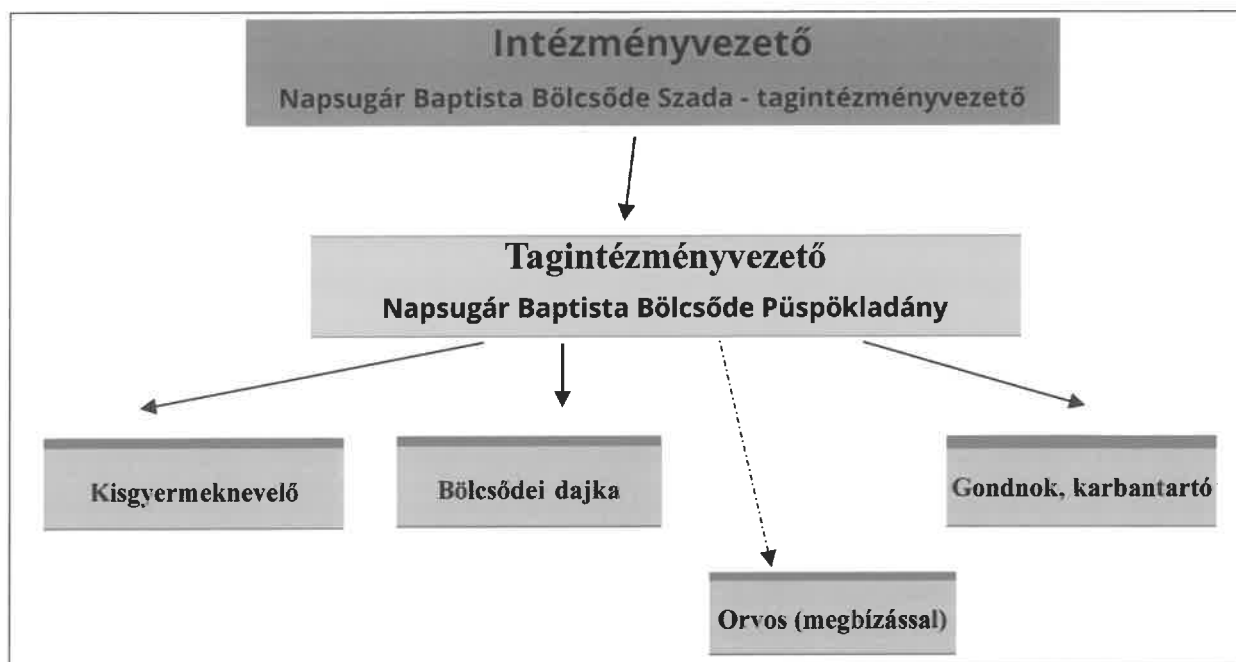 Intézményvezető
Napsugár Baptista Bölcsőde Szada - tagintézményvezető
Tagintézményvezető
Napsugár Baptista Bölcsőde Püspökladány
Kisgyermeknevelő
Bölcsődei dajka
Gondnok, karbantartó
Orvos (megbízással)